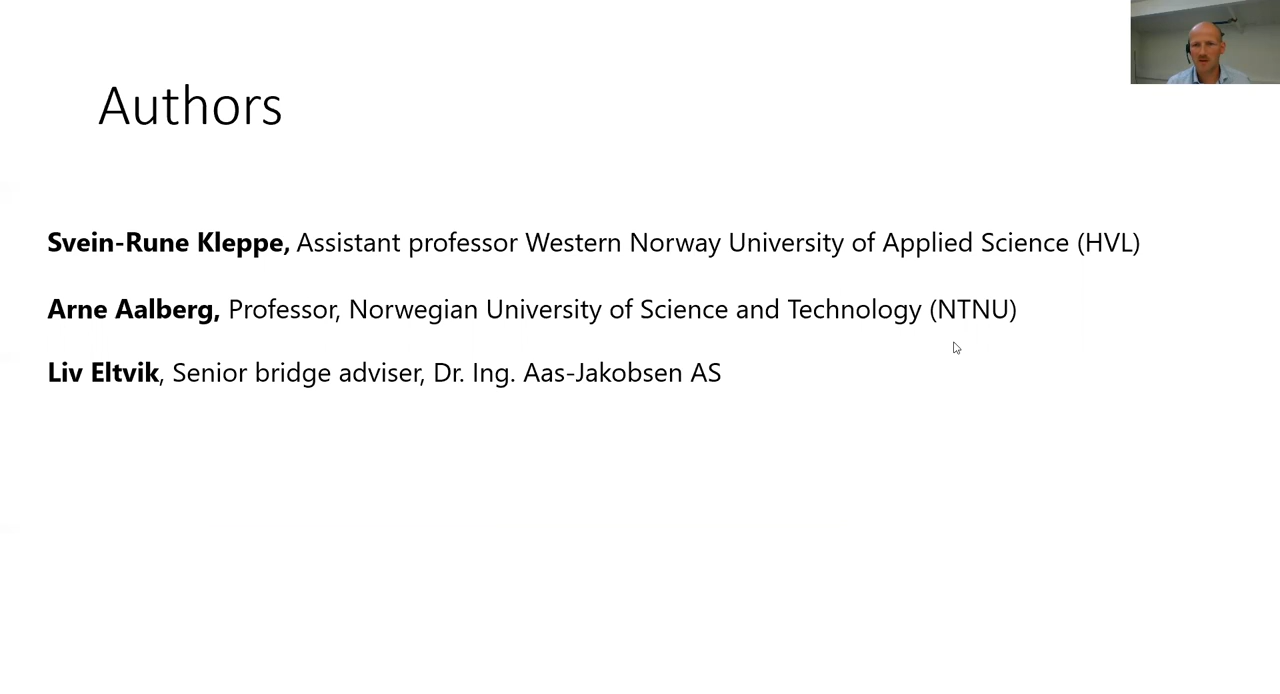 Authors
Svein-Rune Kleppe, Assistant professor Western Norway University of Applied Science (HVL)
Arne Aalberg, Professor, Norwegian University of Science and Technology (NTNU)
Liv Eltvik, Senior bridge adviser, Dr. Ing. Aas-Jakobsen AS